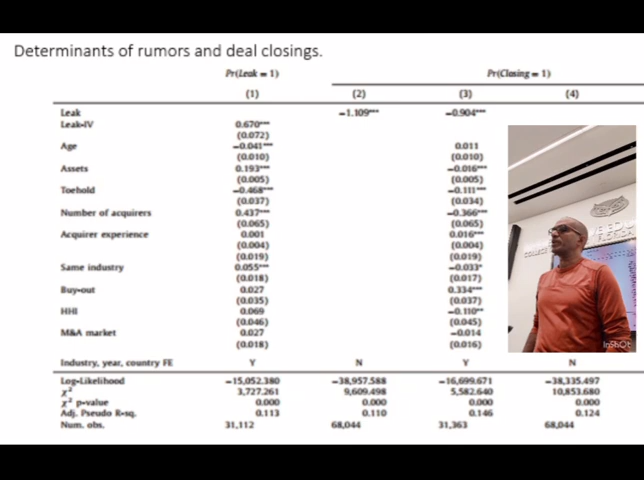 Determinants of rumors and deal closings.
Pr(Leak = 1) Pr(Closing = 1)
(1) (2) (3) (4)
Leak −1.109*** −0.904***
Leak-IV 0.670***
(0.072)
Age −0.041*** 0.011
(0.010) (0.010)
Assets 0.193*** −0.016***
(0.005) (0.005)
Toehold −0.468*** −0.111***
(0.037) (0.034)
Number of acquirers 0.437*** −0.366***
(0.065) (0.065)
Acquirer experience 0.001 0.016***
(0.004) (0.004)
(0.019) (0.019)
Same industry 0.055*** −0.033*
(0.018) (0.017)
Buy-out 0.027 0.334***
(0.035) (0.037)
HHI 0.069 −0.110**
(0.046) (0.045)
M&A market 0.027 −0.014
(0.018) (0.016)
Industry, year, country FE Y N Y N
Log-Likelihood −15,052.380 −38,957.588 −16,699.671 −38,335.497
χ² 3,727.261 9,609.498 5,582.640 10,853.680
χ² p-value 0.000 0.000 0.000 0.000
Adj. Pseudo R-sq. 0.113 0.110 0.146 0.124
Num. obs. 31,112 68,044 31,363 68,044
FLORIDA
InShOt